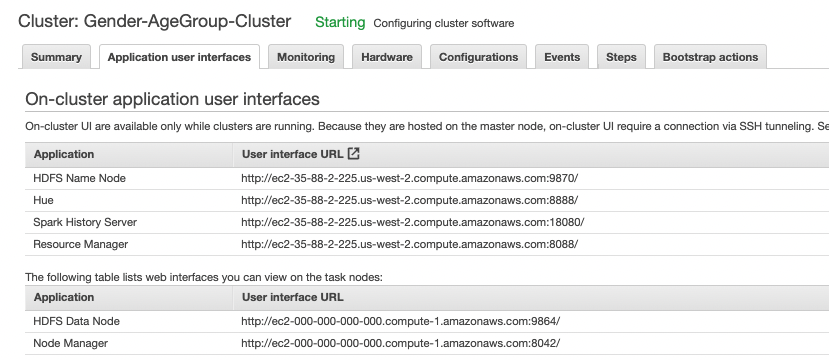 Cluster: Gender-AgeGroup-Cluster Starting Configuring cluster software
Summary Application user interfaces Monitoring Hardware Configurations Events Steps Bootstrap actions
On-cluster application user interfaces
On-cluster UI are available only while clusters are running. Because they are hosted on the master node, on-cluster UI require a connection via SSH tunneling. Se
Application User interface URL
HDFS Name Node http://ec2-35-88-2-225.us-west-2.compute.amazonaws.com:9870/
Hue http://ec2-35-88-2-225.us-west-2.compute.amazonaws.com:8888/
Spark History Server http://ec2-35-88-2-225.us-west-2.compute.amazonaws.com:18080/
Resource Manager http://ec2-35-88-2-225.us-west-2.compute.amazonaws.com:8088/
The following table lists web interfaces you can view on the task nodes:
Application User interface URL
HDFS Data Node http://ec2-000-000-000-000.compute-1.amazonaws.com:9864/
Node Manager http://ec2-000-000-000-000.compute-1.amazonaws.com:8042/